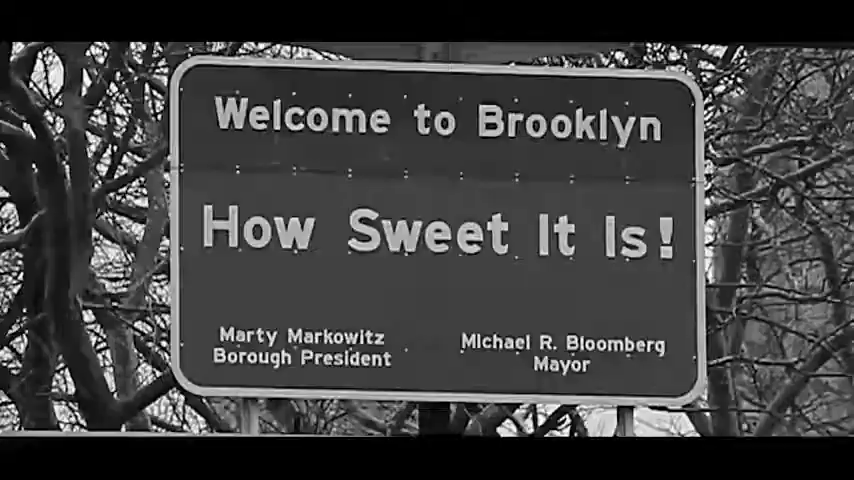 Welcome to Brooklyn
How Sweet It Is!
Marty Markowitz
Borough President
Michael R. Bloomberg
Mayor